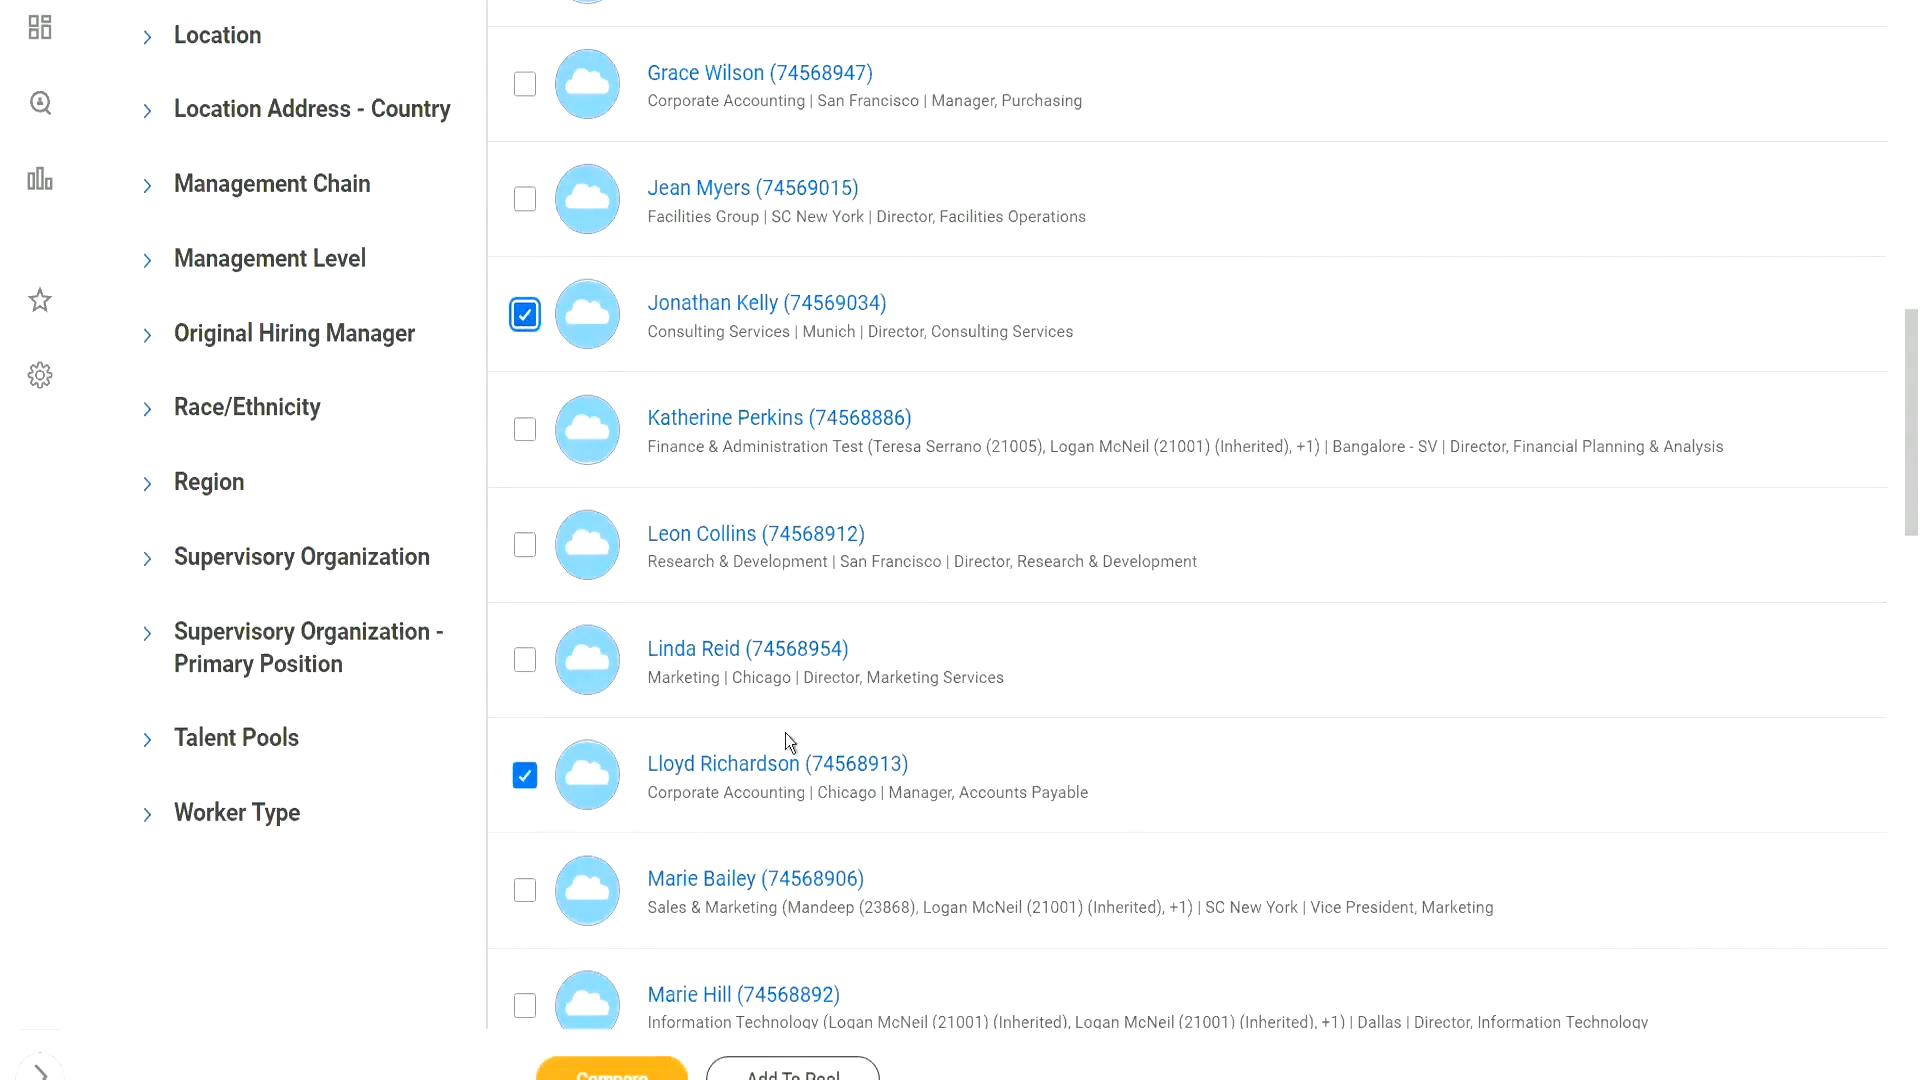 Location
Location Address - Country
Management Chain
Management Level
Original Hiring Manager
Race/Ethnicity
Region
Supervisory Organization
Supervisory Organization -
Primary Position
Talent Pools
Worker Type
Grace Wilson (74568947)
Corporate Accounting | San Francisco | Manager, Purchasing
Jean Myers (74569015)
Facilities Group | SC New York | Director, Facilities Operations
Jonathan Kelly (74569034)
Consulting Services | Munich | Director, Consulting Services
Katherine Perkins (74568886)
Finance & Administration Test (Teresa Serrano (21005), Logan McNeil (21001) (Inherited), +1) | Bangalore - SV | Director, Financial Planning & Analysis
Leon Collins (74568912)
Research & Development | San Francisco | Director, Research & Development
Linda Reid (74568954)
Marketing | Chicago | Director, Marketing Services
Lloyd Richardson (74568913)
Corporate Accounting | Chicago | Manager, Accounts Payable
Marie Bailey (74568906)
Sales & Marketing (Mandeep (23868), Logan McNeil (21001) (Inherited), +1) | SC New York | Vice President, Marketing
Marie Hill (74568892)
Information Technology (Logan McNeil (21001) (Inherited), Logan McNeil (21001) (Inherited), +1) | Dallas | Director, Information Technology
Compare
Add To Pool